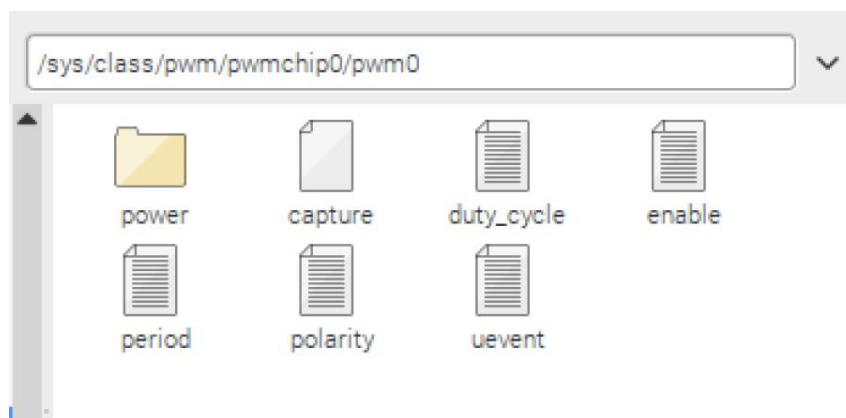 /sys/class/pwm/pwmchip0/pwm0
power capture duty_cycle enable
period polarity uevent